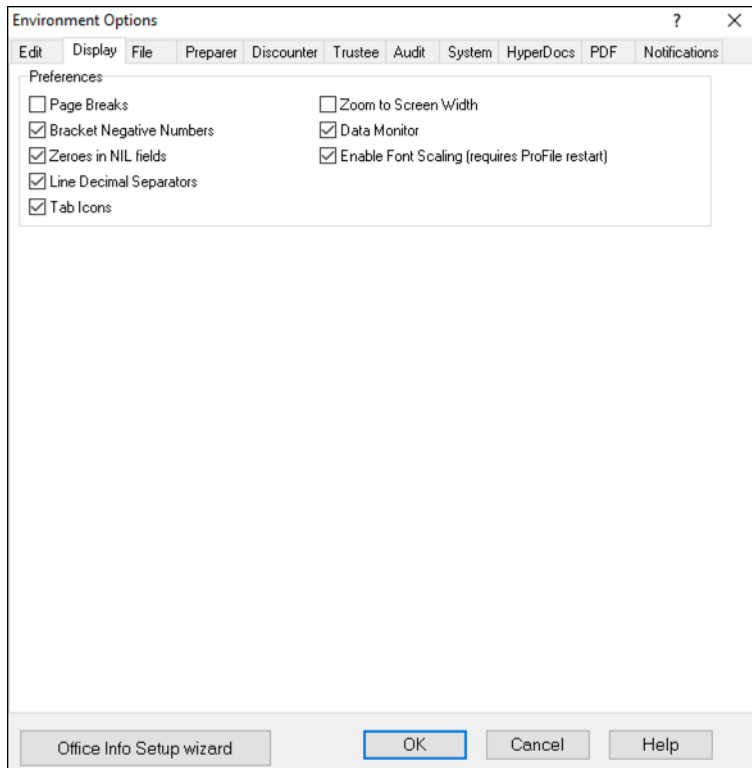 Environment Options ?
Edit Display File Preparer Discounter Trustee Audit System HyperDocs PDF Notifications
Preferences
Page Breaks Zoom to Screen Width
Bracket Negative Numbers Data Monitor
Zeroes in NIL fields Enable Font Scaling (requires ProFile restart)
Line Decimal Separators
Tab Icons
Office Info Setup wizard OK Cancel Help